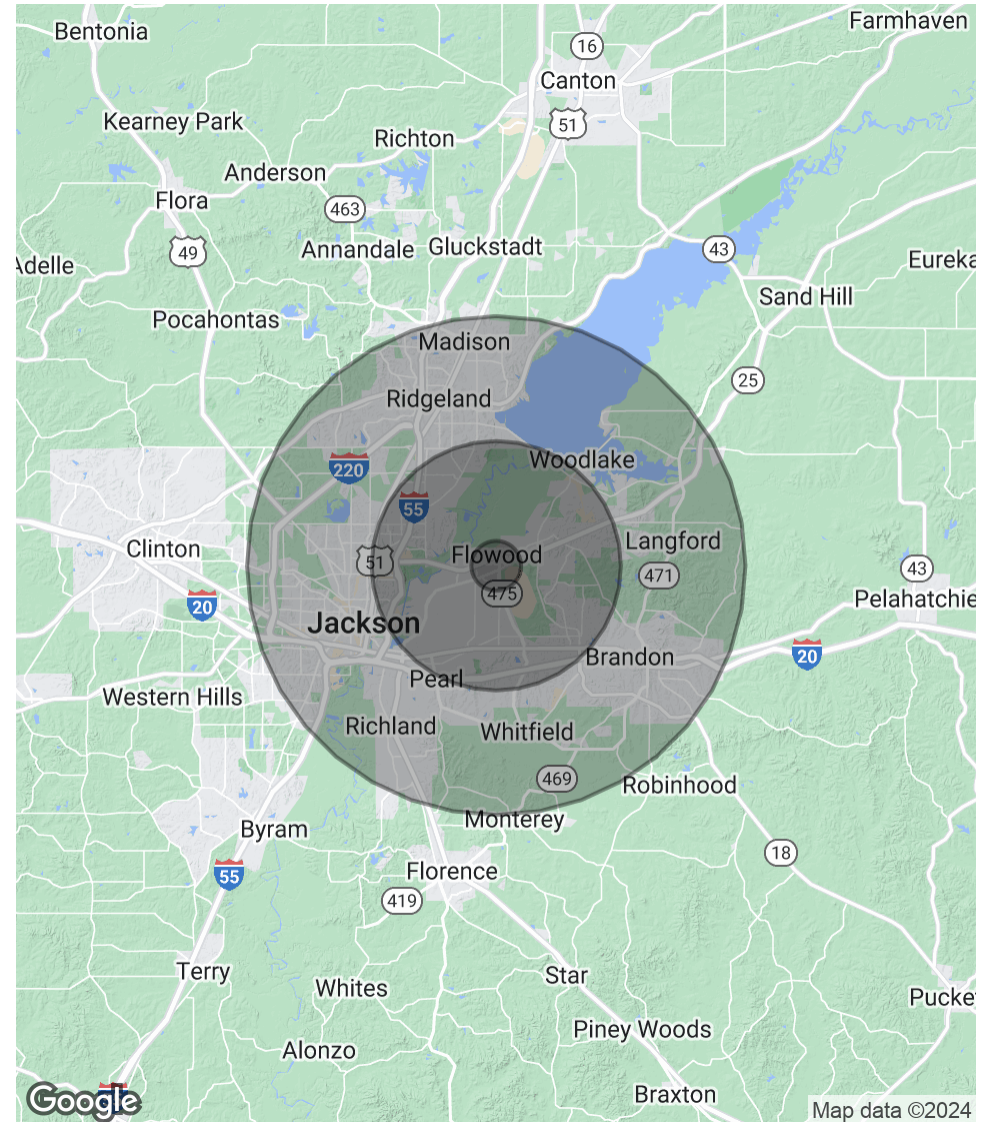 Bentonia
Farmhaven
16
Canton
51
Kearney Park
Richton
Anderson
Flora
463
49
Annandale
Gluckstadt
43
Adelle
Eureka
Sand Hill
Pocahontas
Madison
25
Ridgeland
Woodlake
220
55
Langford
Clinton
51
Flowood
43
471
475
Pelahatchie
20
Jackson
20
Brandon
Pearl
Western Hills
Richland
Whitfield
469
Robinhood
Monterey
Byram
18
Florence
55
419
Terry
Star
Whites
Pucke
Piney Woods
Alonzo
Braxton
Google
Map data ©2024